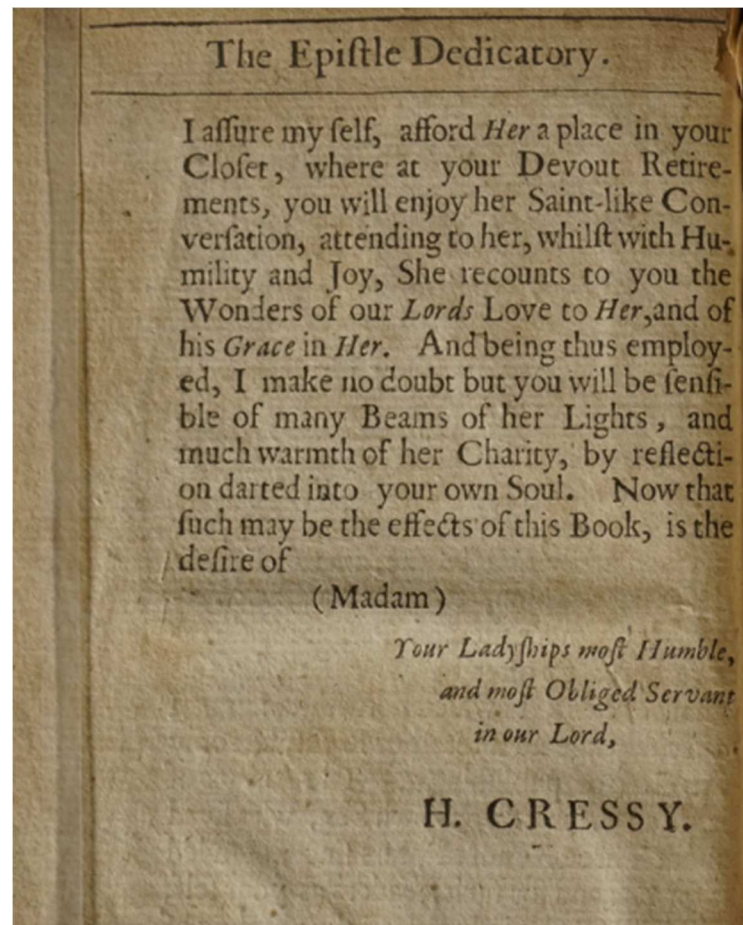 The Epiſtle Dedicatory.
I aſſure my ſelf, afford Her a place in your
Cloſet, where at your Devout Retire-
ments, you will enjoy her Saint-like Con-
verſation, attending to her, whilſt with Hu-
mility and Joy, She recounts to you the
Wonders of our Lords Love to Her,and of
his Grace in Her. And being thus employ-
ed, I make no doubt but you will be ſenſi-
ble of many Beams of her Lights, and
much warmth of her Charity, by reflecti-
on darted into your own Soul. Now that
ſuch may be the effects of this Book, is the
deſire of
(Madam)
Your Ladyſhips moſt Humble,
and moſt Obliged Servant
in our Lord,
H. CRESSY.